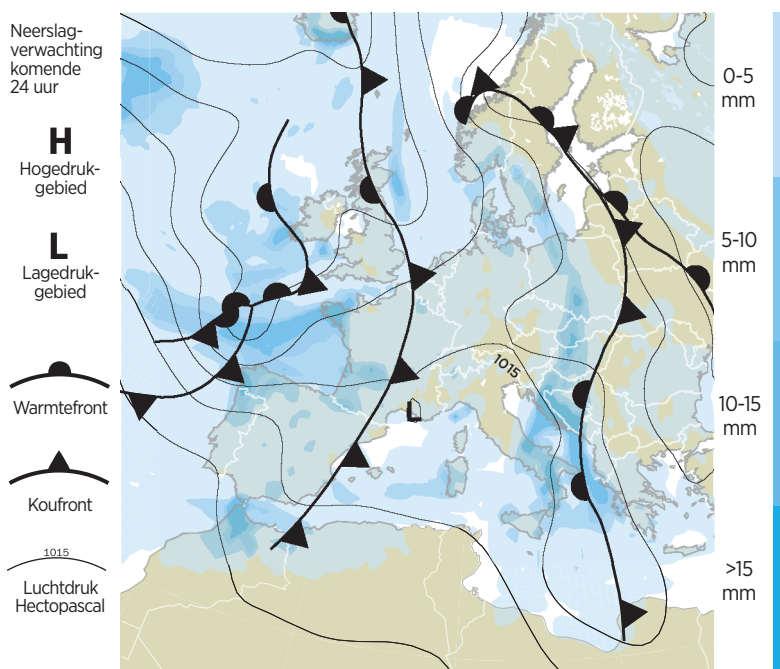 Neerslag-
verwachting
komende
24 uur
H
Hogedruk-
gebied
L
Lagedruk-
gebied
Warmtefront
Koufront
1015
Luchtdruk
Hectopascal
1015
L
0-5
mm
5-10
mm
10-15
mm
>15
mm